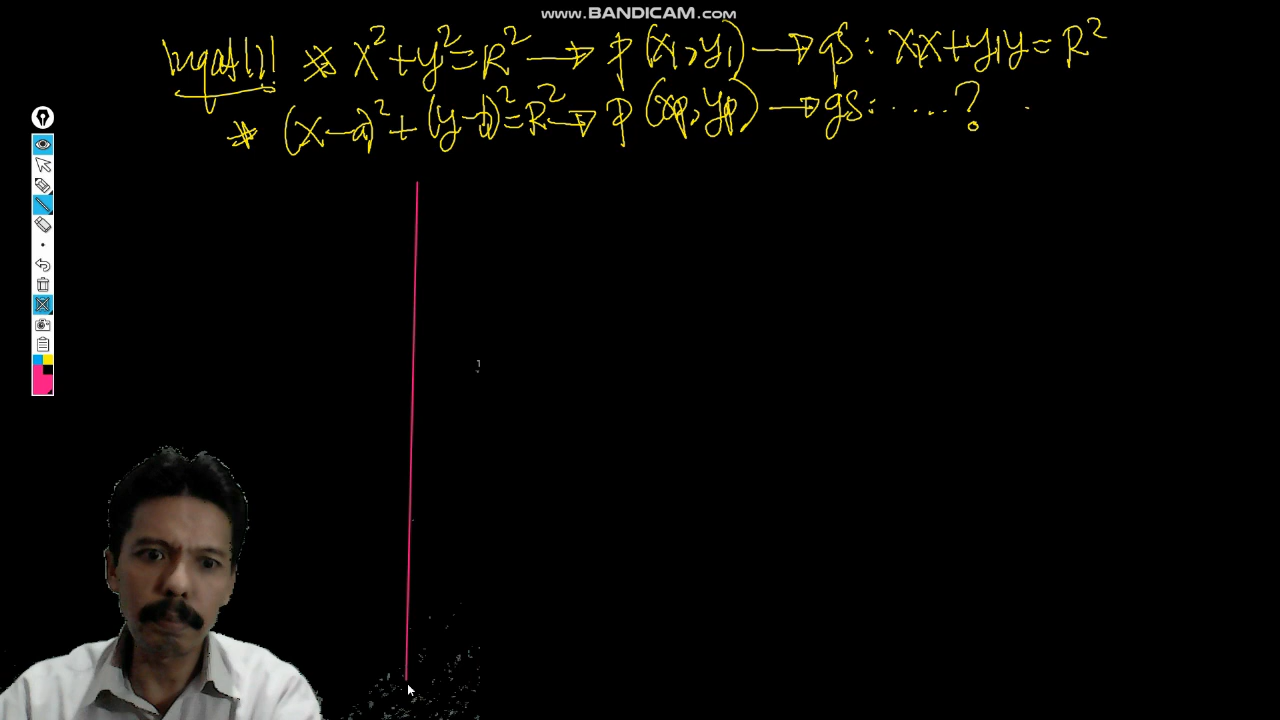 www.BANDICAM.com
Ingat!!! * x² + y² = R² → P (x₁, y₁) → gs : x₁x + y₁y = R²
* (x - a)² + (y - b)² = R² → P (xp, yp) → gs : .....? .